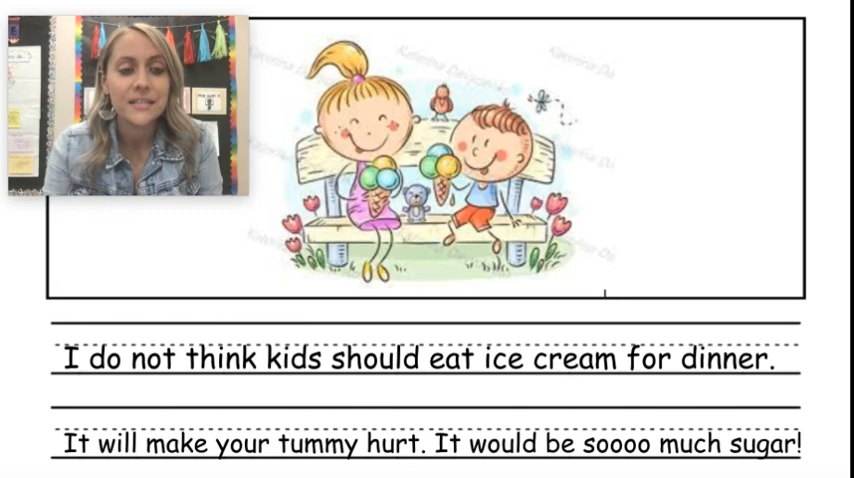 I do not think kids should eat ice cream for dinner.
It will make your tummy hurt. It would be soooo much sugar!